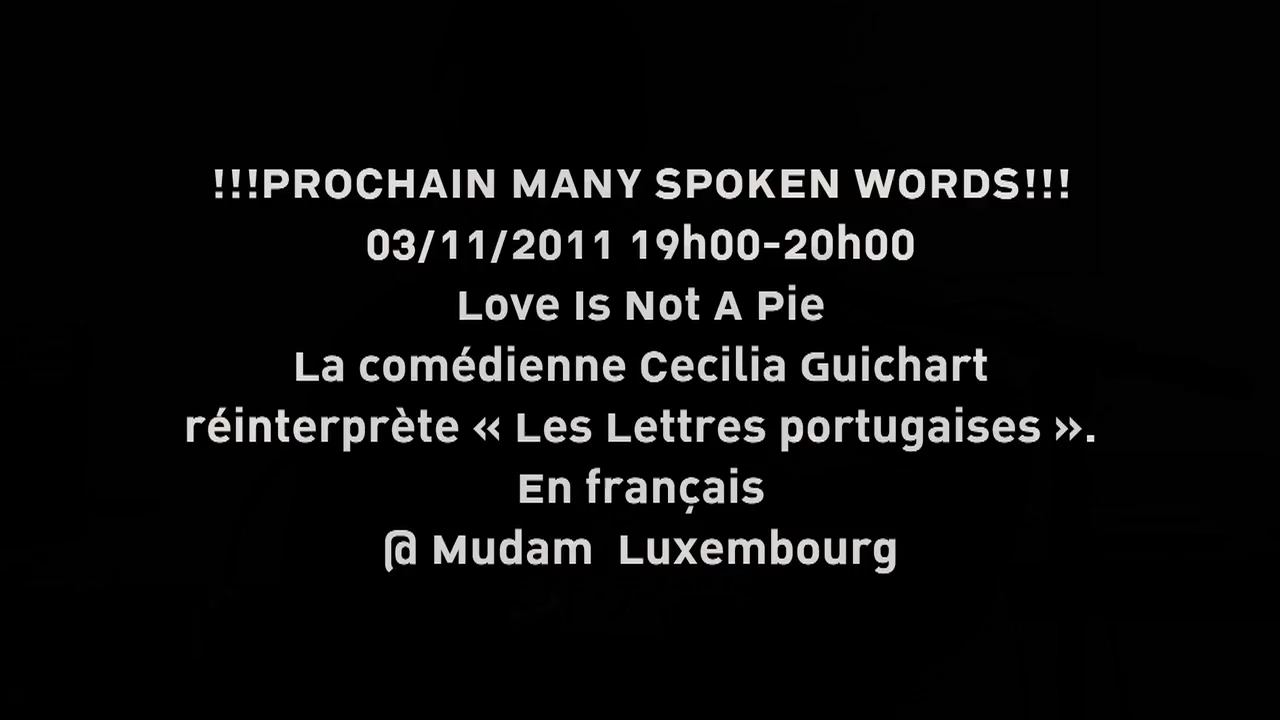 !!!PROCHAIN MANY SPOKEN WORDS!!!
03/11/2011 19h00-20h00
Love Is Not A Pie
La comédienne Cecilia Guichart
réinterprète « Les Lettres portugaises ».
En français
@ Mudam Luxembourg